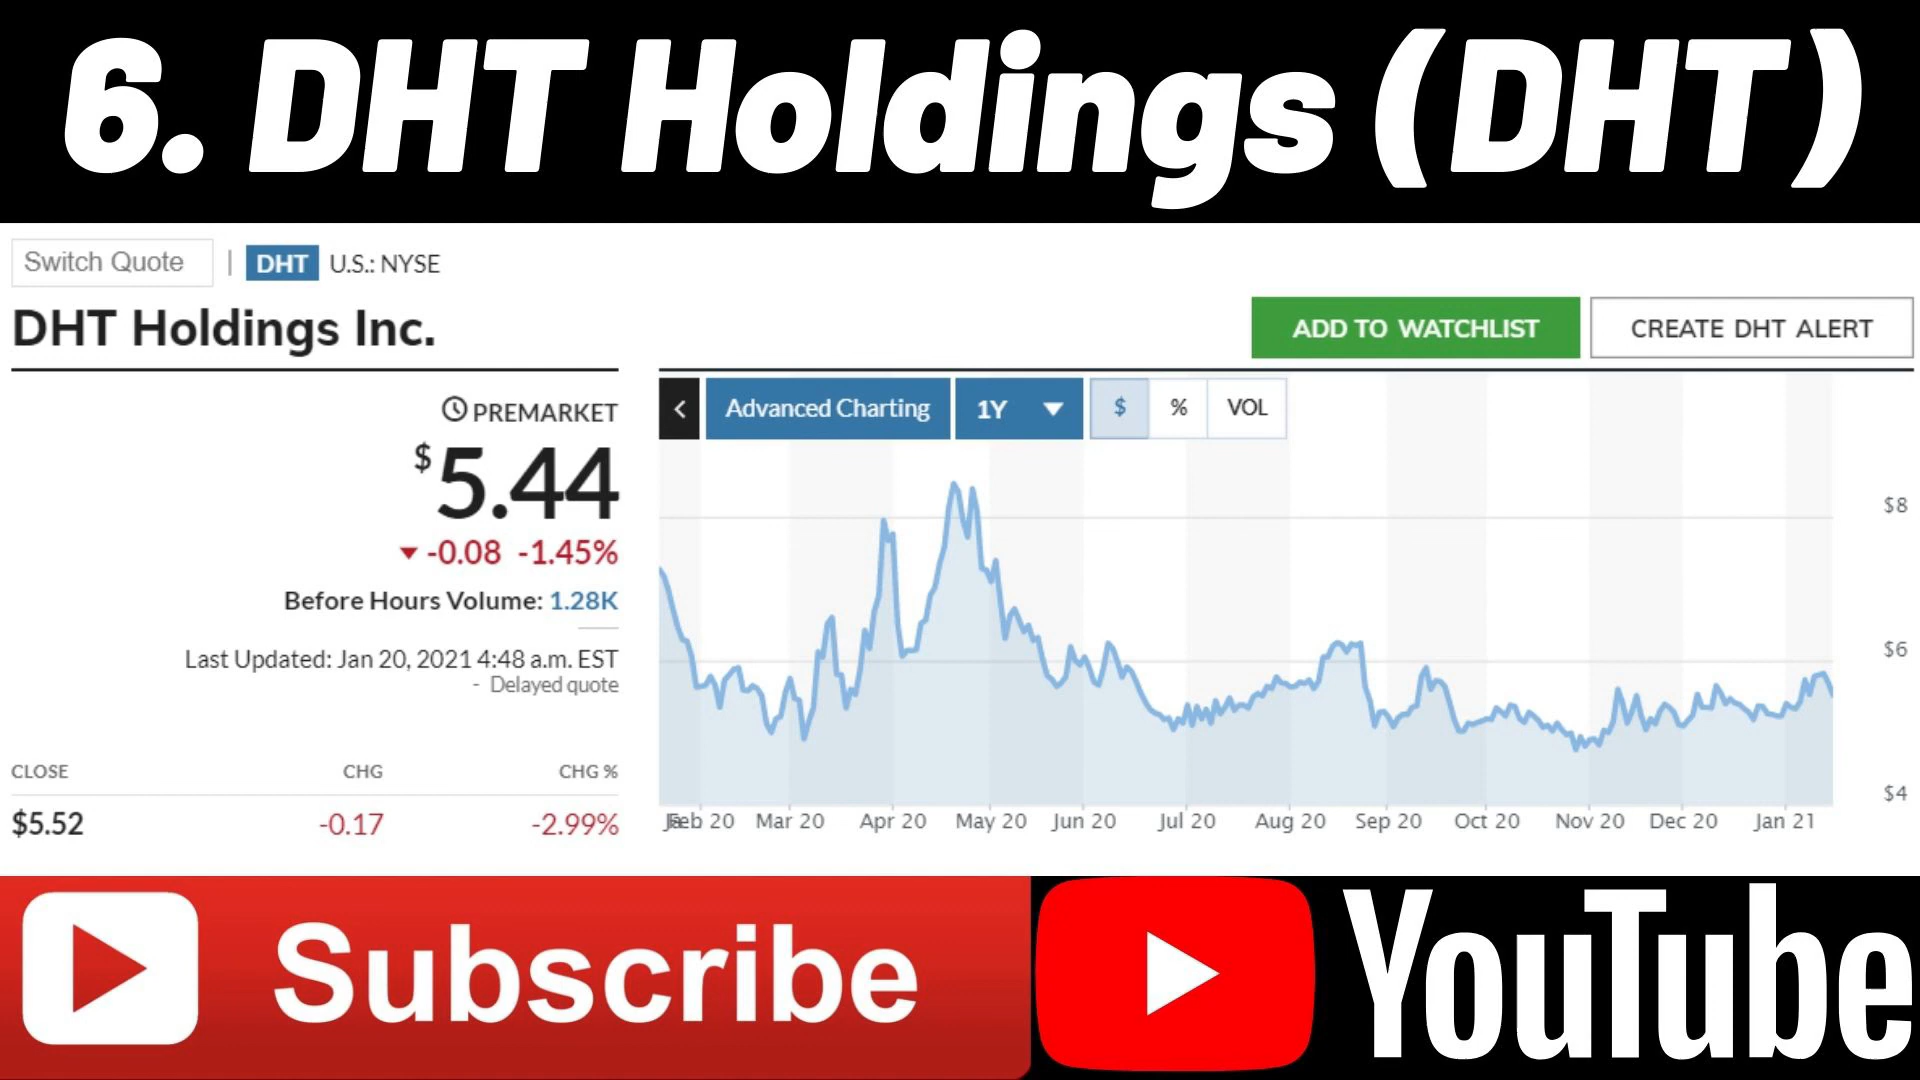 6. DHT Holdings (DHT)
Switch Quote | DHT U.S.: NYSE
DHT Holdings Inc.
ADD TO WATCHLIST
CREATE DHT ALERT
PREMARKET
$5.44
-0.08 -1.45%
Before Hours Volume: 1.28K
Last Updated: Jan 20, 2021 4:48 a.m. EST
- Delayed quote
CLOSE CHG CHG %
$5.52 -0.17 -2.99%
< Advanced Charting 1Y $ % VOL
$8
$6
$4
Feb 20 Mar 20 Apr 20 May 20 Jun 20 Jul 20 Aug 20 Sep 20 Oct 20 Nov 20 Dec 20 Jan 21
Subscribe
YouTube